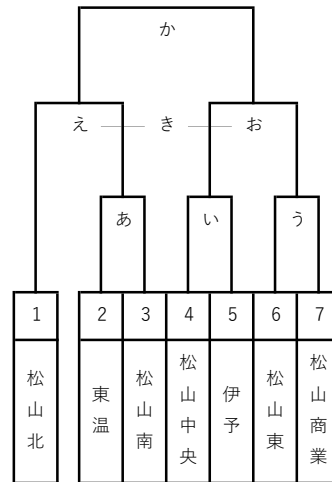 か
え き お
あ い う
1 2 3 4 5 6 7
松山北
東温
松山南
松山中央
伊予
松山東
松山商業